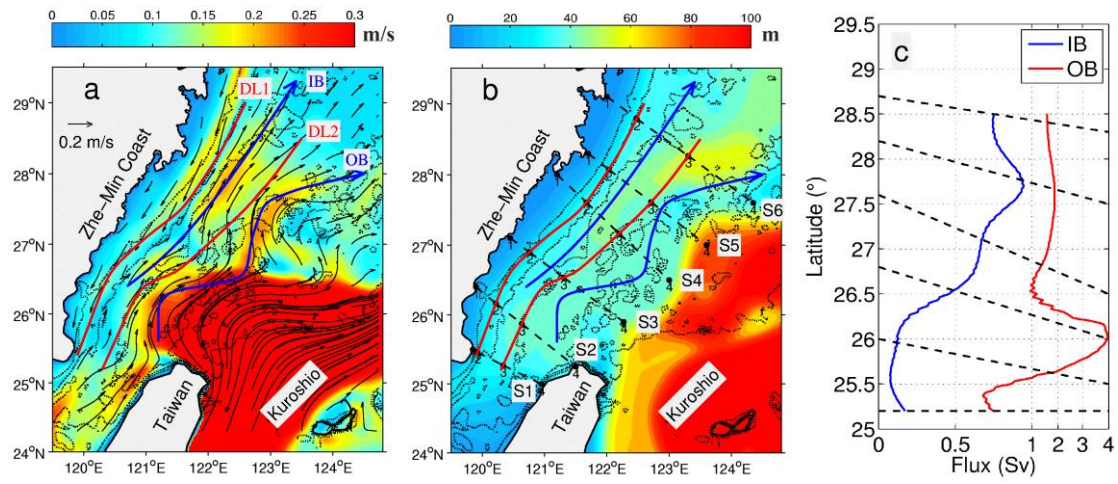 0 0.05 0.1 0.15 0.2 0.25 0.3
m/s
a
DL1
IB
DL2
OB
0.2 m/s
Zhe-Min Coast
Taiwan
Kuroshio
29°N
28°N
27°N
26°N
25°N
24°N
120°E 121°E 122°E 123°E 124°E
0 20 40 60 80 100
m
b
Zhe-Min Coast
S6
S5
S4
S3
S2
S1
Taiwan
Kuroshio
29°N
28°N
27°N
26°N
25°N
24°N
120°E 121°E 122°E 123°E 124°E
c
IB
OB
Latitude (°)
29.5
29
28.5
28
27.5
27
26.5
26
25.5
25
0 0.5 1 2 3 4
Flux (Sv)